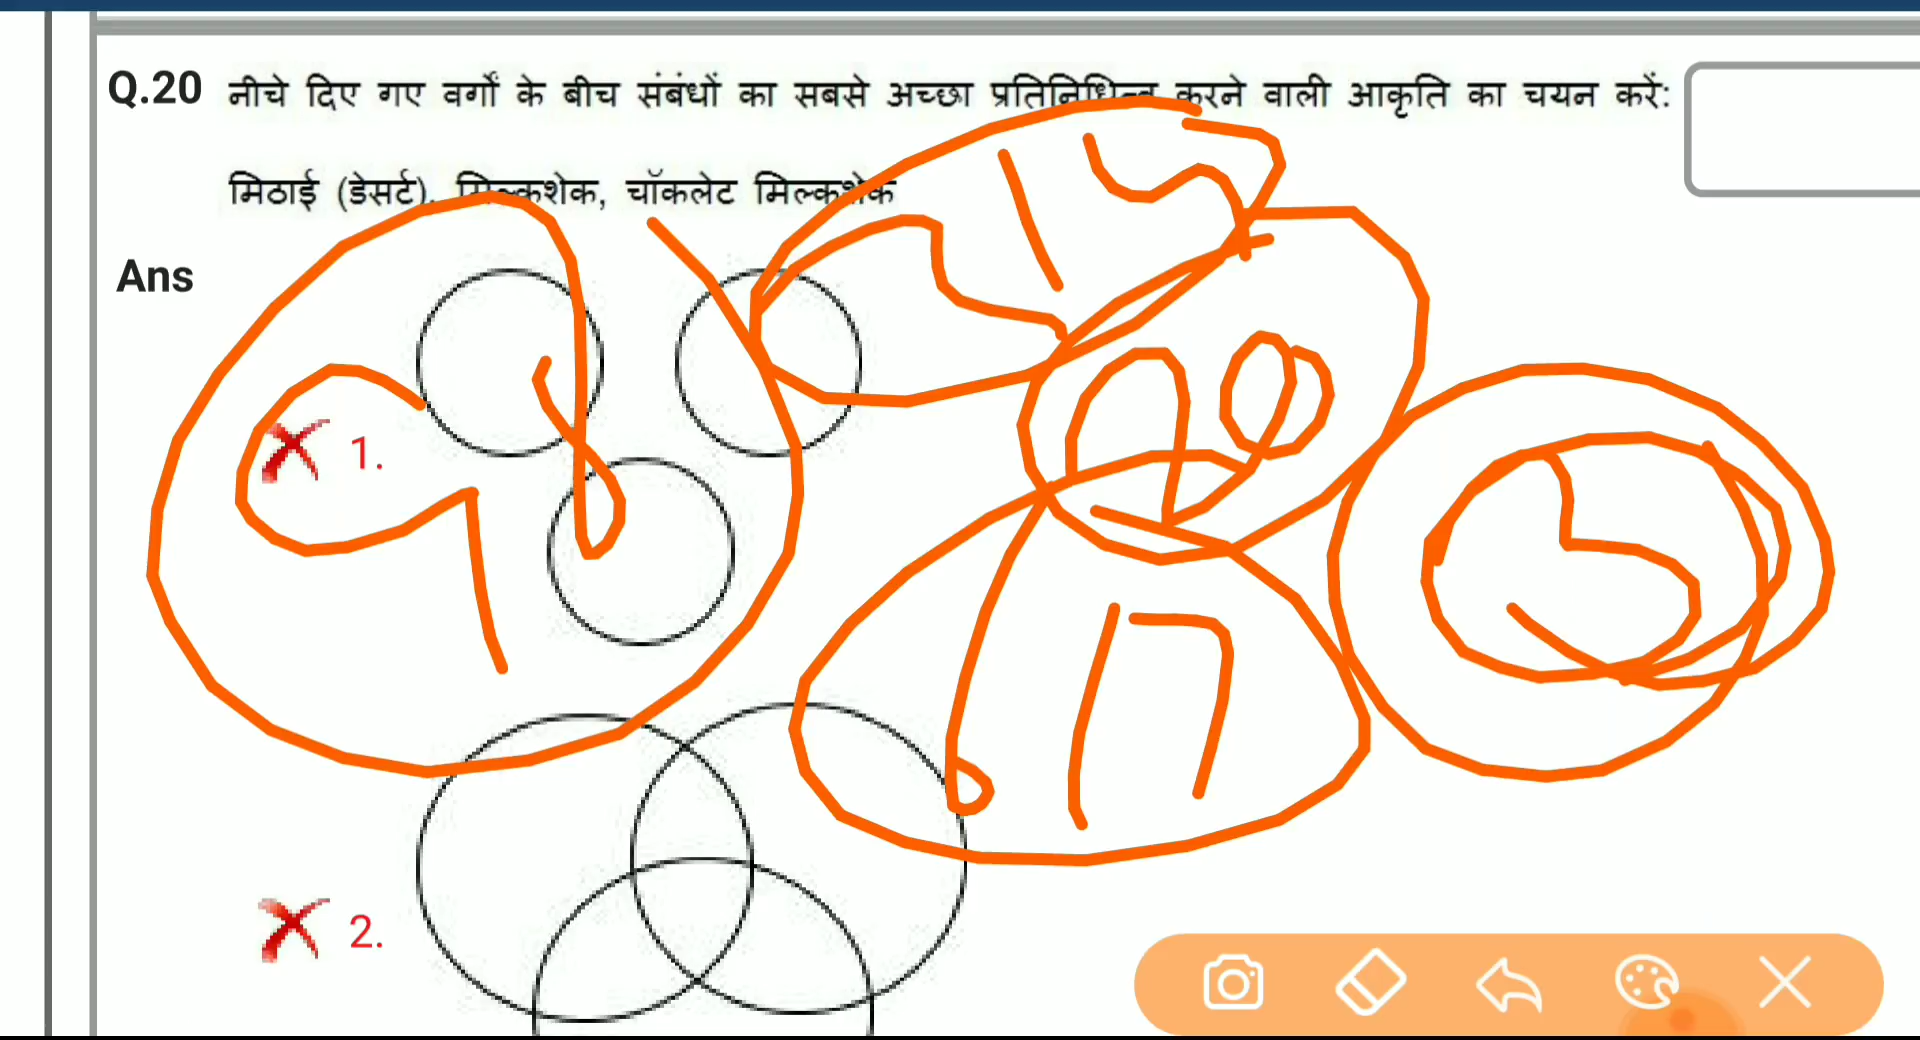 Q.20 नीचे दिए गए वर्गों के बीच संबंधों का सबसे अच्छा प्रतिनिधित्व करने वाली आकृति का चयन करें:
मिठाई (डेसर्ट), मिल्कशेक, चॉकलेट मिल्कशेक
Ans
1.
2.